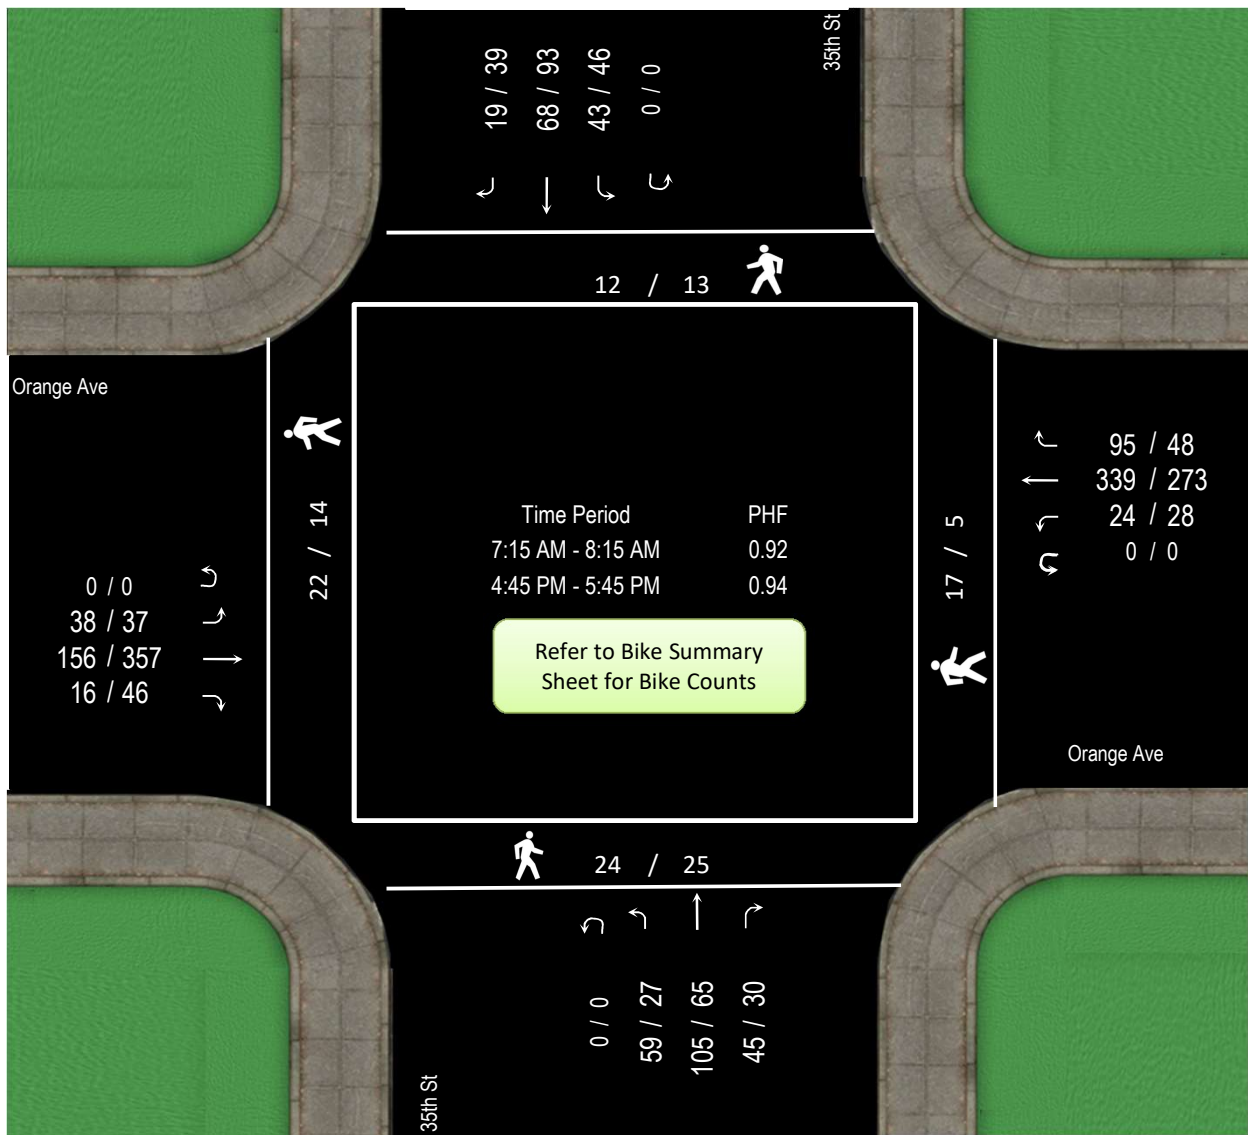 35th St
19 / 39
68 / 93
43 / 46
0 / 0
12 / 13
Orange Ave
95 / 48
339 / 273
24 / 28
0 / 0
22 / 14
Time Period PHF
7:15 AM - 8:15 AM 0.92
4:45 PM - 5:45 PM 0.94
17 / 5
0 / 0
38 / 37
156 / 357
16 / 46
Refer to Bike Summary
Sheet for Bike Counts
Orange Ave
24 / 25
0 / 0
59 / 27
105 / 65
45 / 30
35th St